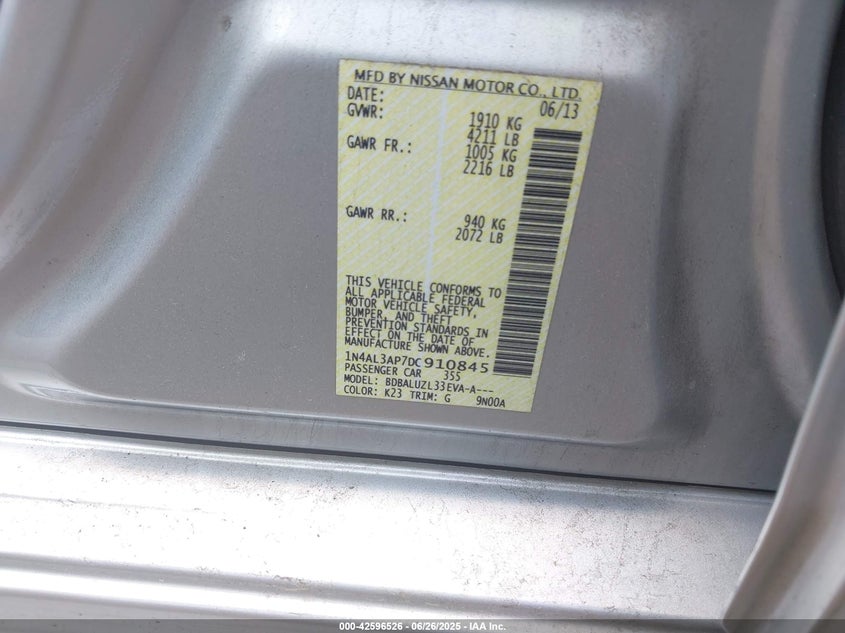 MFD BY NISSAN MOTOR CO., LTD.
DATE: 06/13
GVWR: 1910 KG
4211 LB
GAWR FR.: 1005 KG
2216 LB
GAWR RR.: 940 KG
2072 LB
THIS VEHICLE CONFORMS TO
ALL APPLICABLE FEDERAL
MOTOR VEHICLE SAFETY,
BUMPER, AND THEFT
PREVENTION STANDARDS IN
EFFECT ON THE DATE OF
MANUFACTURE SHOWN ABOVE.
1N4AL3AP7DC910845
PASSENGER CAR 355
MODEL: BDBALUZL33EVA-A---
COLOR: K23 TRIM: G 9N00A
000-42596526 - 06/26/2025 - IAA Inc.